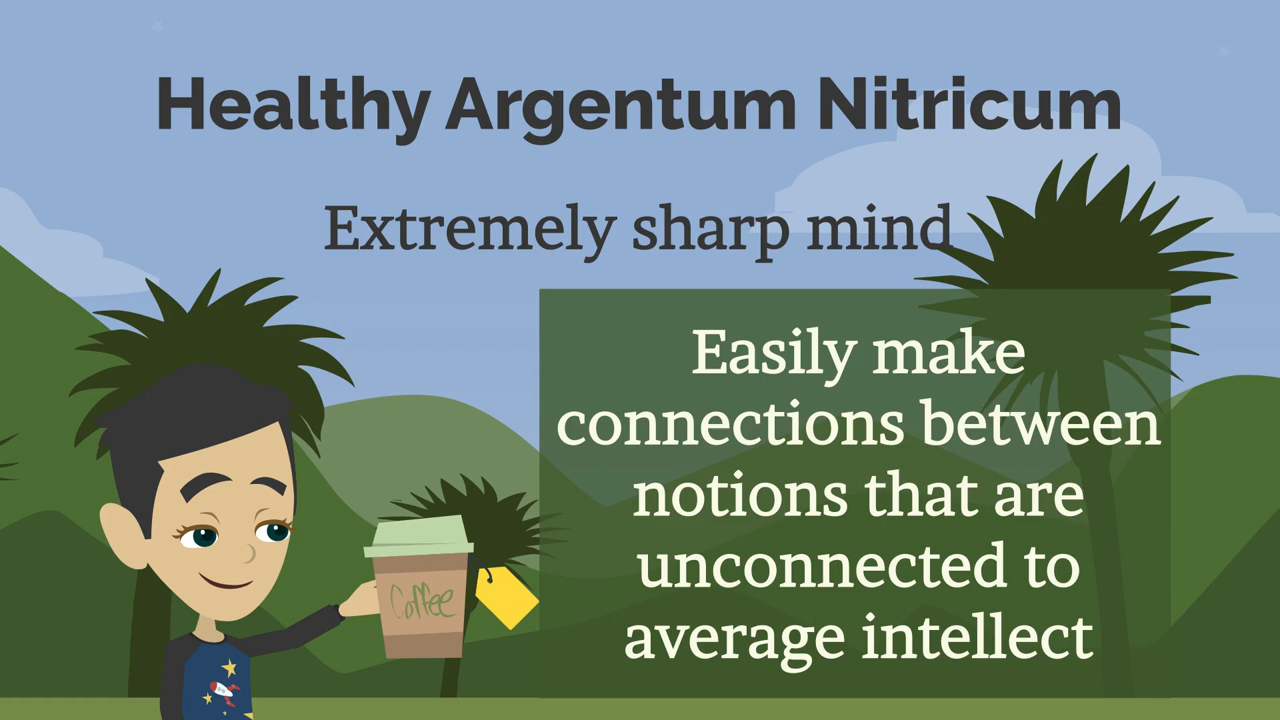 Healthy Argentum Nitricum
Extremely sharp mind
Easily make
connections between
notions that are
unconnected to
average intellect
Coffee